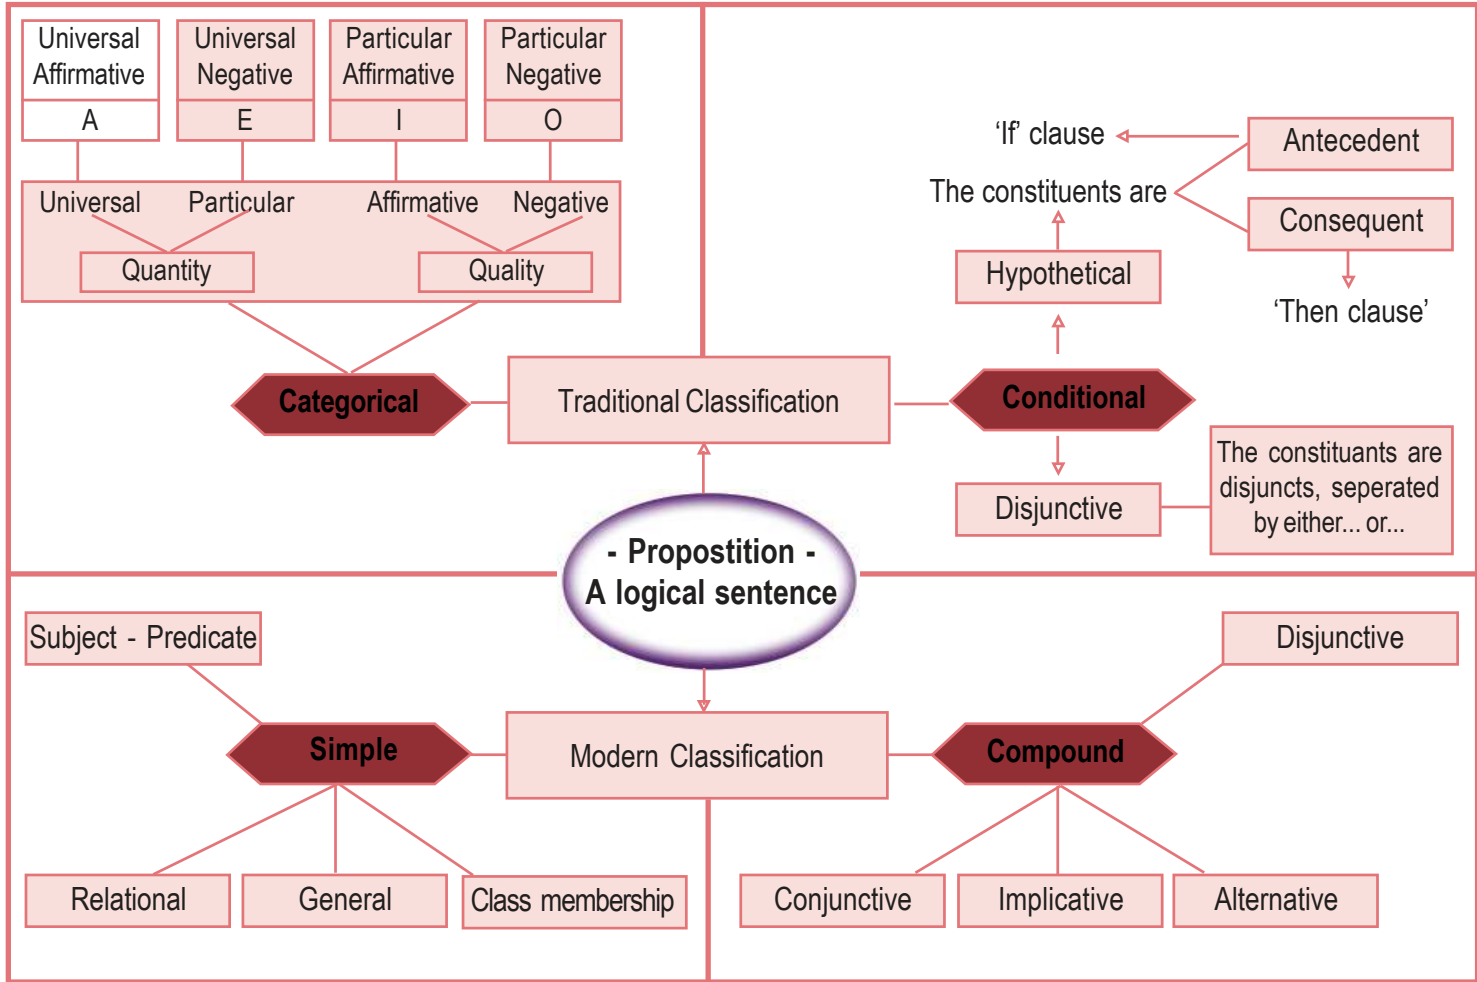 Universal
Affirmative
A
Universal
Negative
E
Particular
Affirmative
I
Particular
Negative
O
Universal
Particular
Affirmative
Negative
Quantity
Quality
Categorical
Traditional Classification
Conditional
Hypothetical
The constituents are
'If' clause
Antecedent
Consequent
‘Then clause’
Disjunctive
The constituants are
disjuncts, seperated
by either... or...
- Propostition -
A logical sentence
Subject - Predicate
Simple
Modern Classification
Compound
Disjunctive
Relational
General
Class membership
Conjunctive
Implicative
Alternative